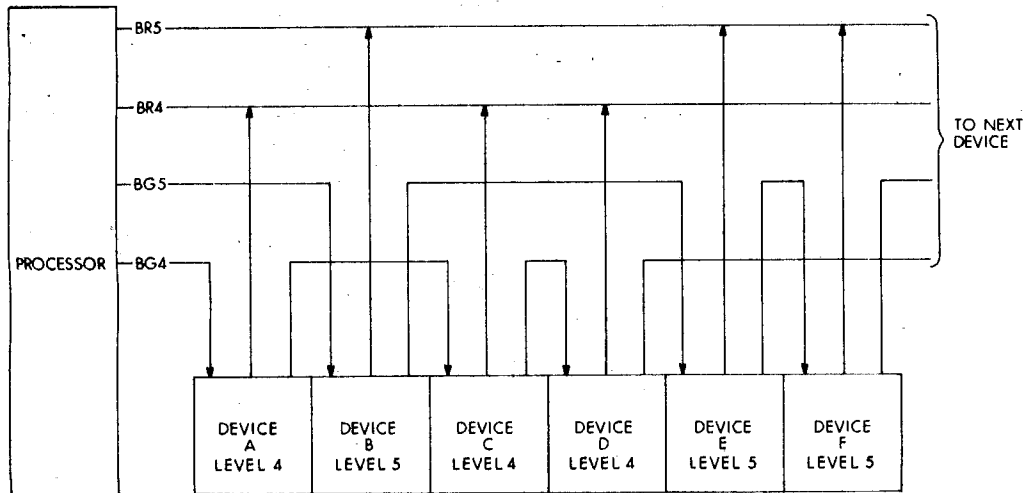 BR5
BR4
TO NEXT
DEVICE
BG5
PROCESSOR
BG4
DEVICE
A
LEVEL 4
DEVICE
B
LEVEL 5
DEVICE
C
LEVEL 4
DEVICE
D
LEVEL 4
DEVICE
E
LEVEL 5
DEVICE
F
LEVEL 5